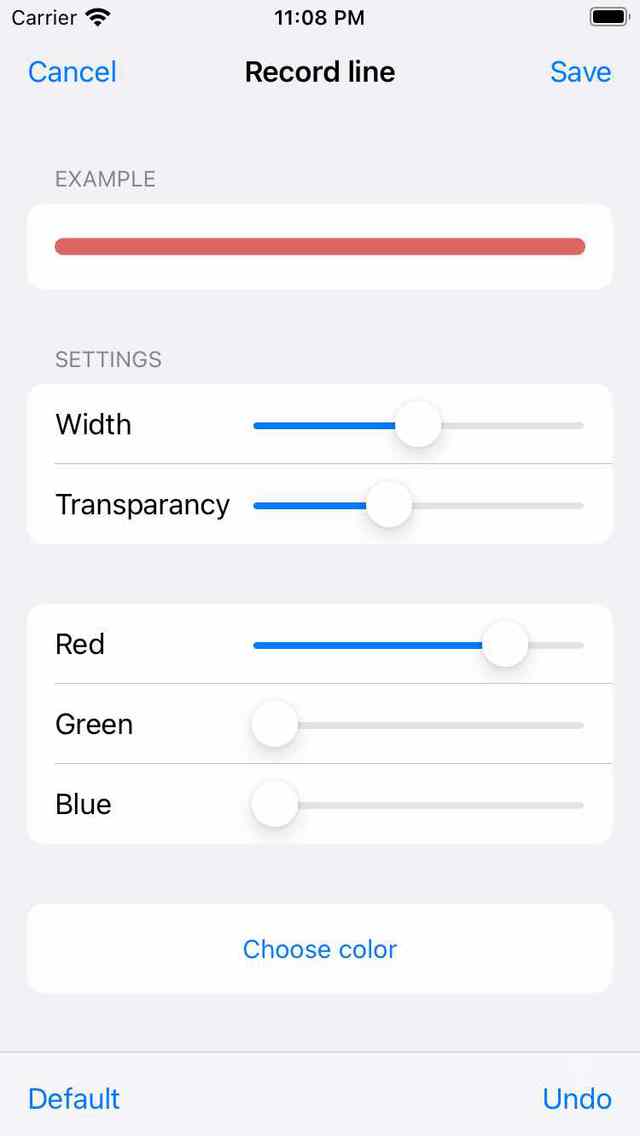 Carrier 11:08 PM
Cancel Record line Save
EXAMPLE
SETTINGS
Width
Transparancy
Red
Green
Blue
Choose color
Default Undo